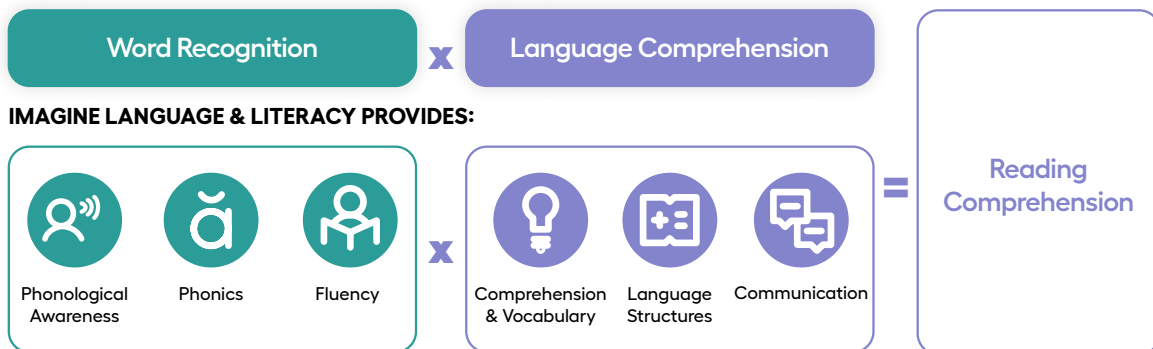 Word Recognition
x
Language Comprehension
IMAGINE LANGUAGE & LITERACY PROVIDES:
ă
Phonological
Awareness
Phonics
Fluency
x
Comprehension
& Vocabulary
Language
Structures
Communication
=
Reading
Comprehension